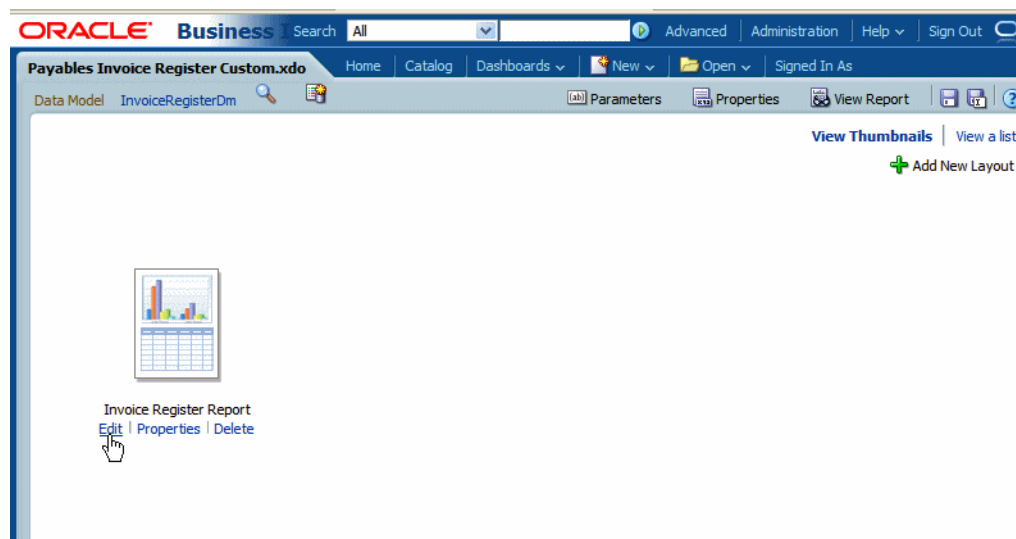 ORACLE Business I Search All Advanced Administration Help Sign Out
Payables Invoice Register Custom.xdo Home Catalog Dashboards New Open Signed In As
Data Model InvoiceRegisterDm Parameters Properties View Report
View Thumbnails View a list
Add New Layout
Invoice Register Report
Edit Properties Delete